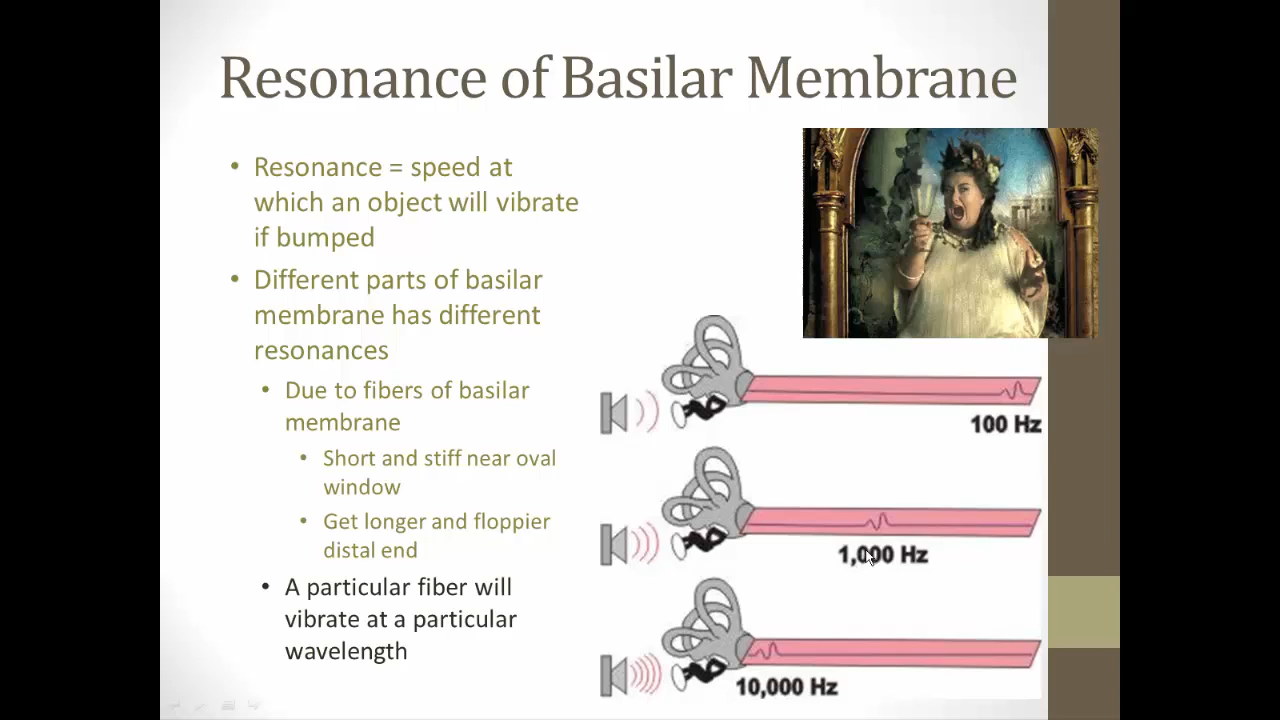 Resonance of Basilar Membrane
• Resonance = speed at
which an object will vibrate
if bumped
• Different parts of basilar
membrane has different
resonances
• Due to fibers of basilar
membrane
• Short and stiff near oval
window
• Get longer and floppier
distal end
• A particular fiber will
vibrate at a particular
wavelength
100 Hz
1,000 Hz
10,000 Hz